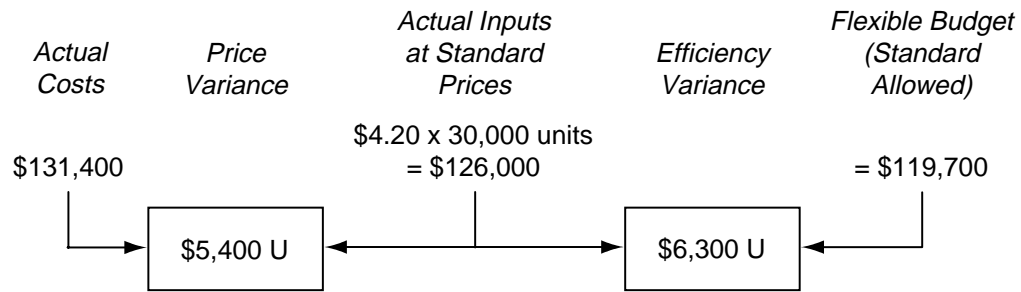 Actual
Costs
Price
Variance
Actual Inputs
at Standard
Prices
Efficiency
Variance
Flexible Budget
(Standard
Allowed)
$131,400
$4.20 x 30,000 units
= $126,000
= $119,700
$5,400 U
$6,300 U